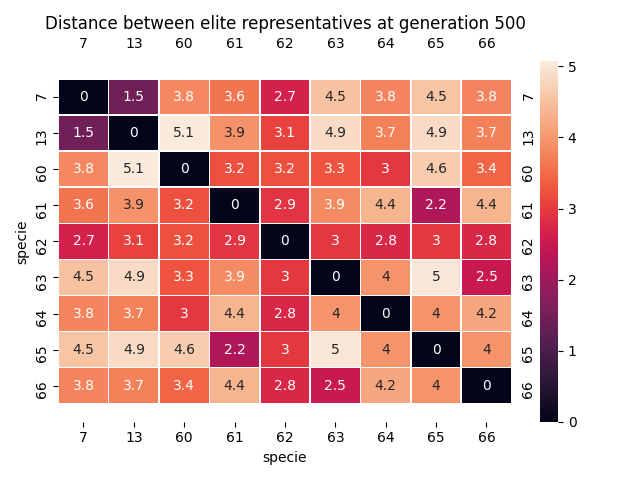 Distance between elite representatives at generation 500
7 13 60 61 62 63 64 65 66
7 0 1.5 3.8 3.6 2.7 4.5 3.8 4.5 3.8 7
13 1.5 0 5.1 3.9 3.1 4.9 3.7 4.9 3.7 13
60 3.8 5.1 0 3.2 3.2 3.3 3 4.6 3.4 60
61 3.6 3.9 3.2 0 2.9 3.9 4.4 2.2 4.4 61
62 2.7 3.1 3.2 2.9 0 3 2.8 3 2.8 62
63 4.5 4.9 3.3 3.9 3 0 4 5 2.5 63
64 3.8 3.7 3 4.4 2.8 4 0 4 4.2 64
65 4.5 4.9 4.6 2.2 3 5 4 0 4 65
66 3.8 3.7 3.4 4.4 2.8 2.5 4.2 4 0 66
7 13 60 61 62 63 64 65 66
specie
specie
5
4
3
2
1
0